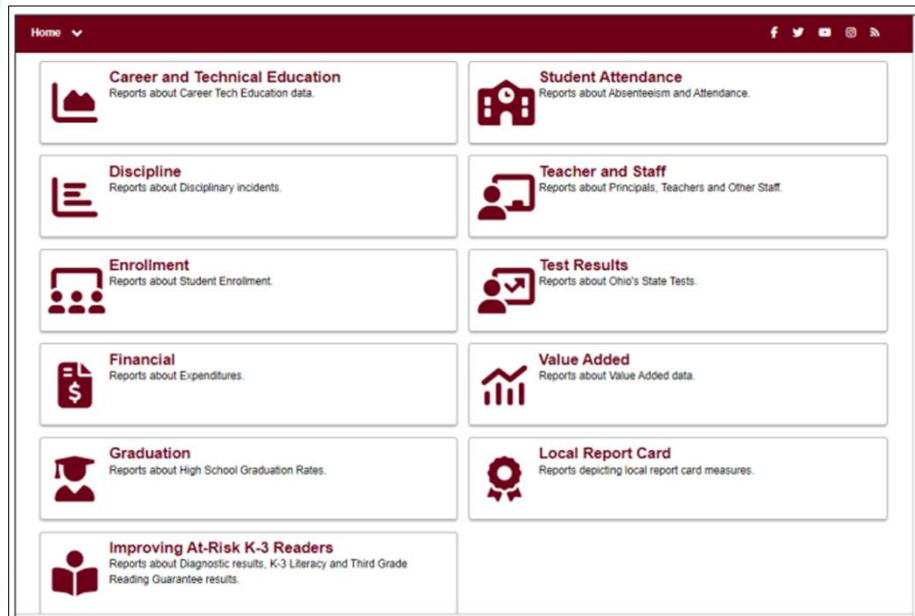 Home
Career and Technical Education
Reports about Career Tech Education data.
Student Attendance
Reports about Absenteeism and Attendance.
Discipline
Reports about Disciplinary incidents.
Teacher and Staff
Reports about Principals, Teachers and Other Staff.
Enrollment
Reports about Student Enrollment.
Test Results
Reports about Ohio's State Tests.
Financial
Reports about Expenditures.
Value Added
Reports about Value Added data.
Graduation
Reports about High School Graduation Rates.
Local Report Card
Reports depicting local report card measures.
Improving At-Risk K-3 Readers
Reports about Diagnostic results, K-3 Literacy and Third Grade
Reading Guarantee results.